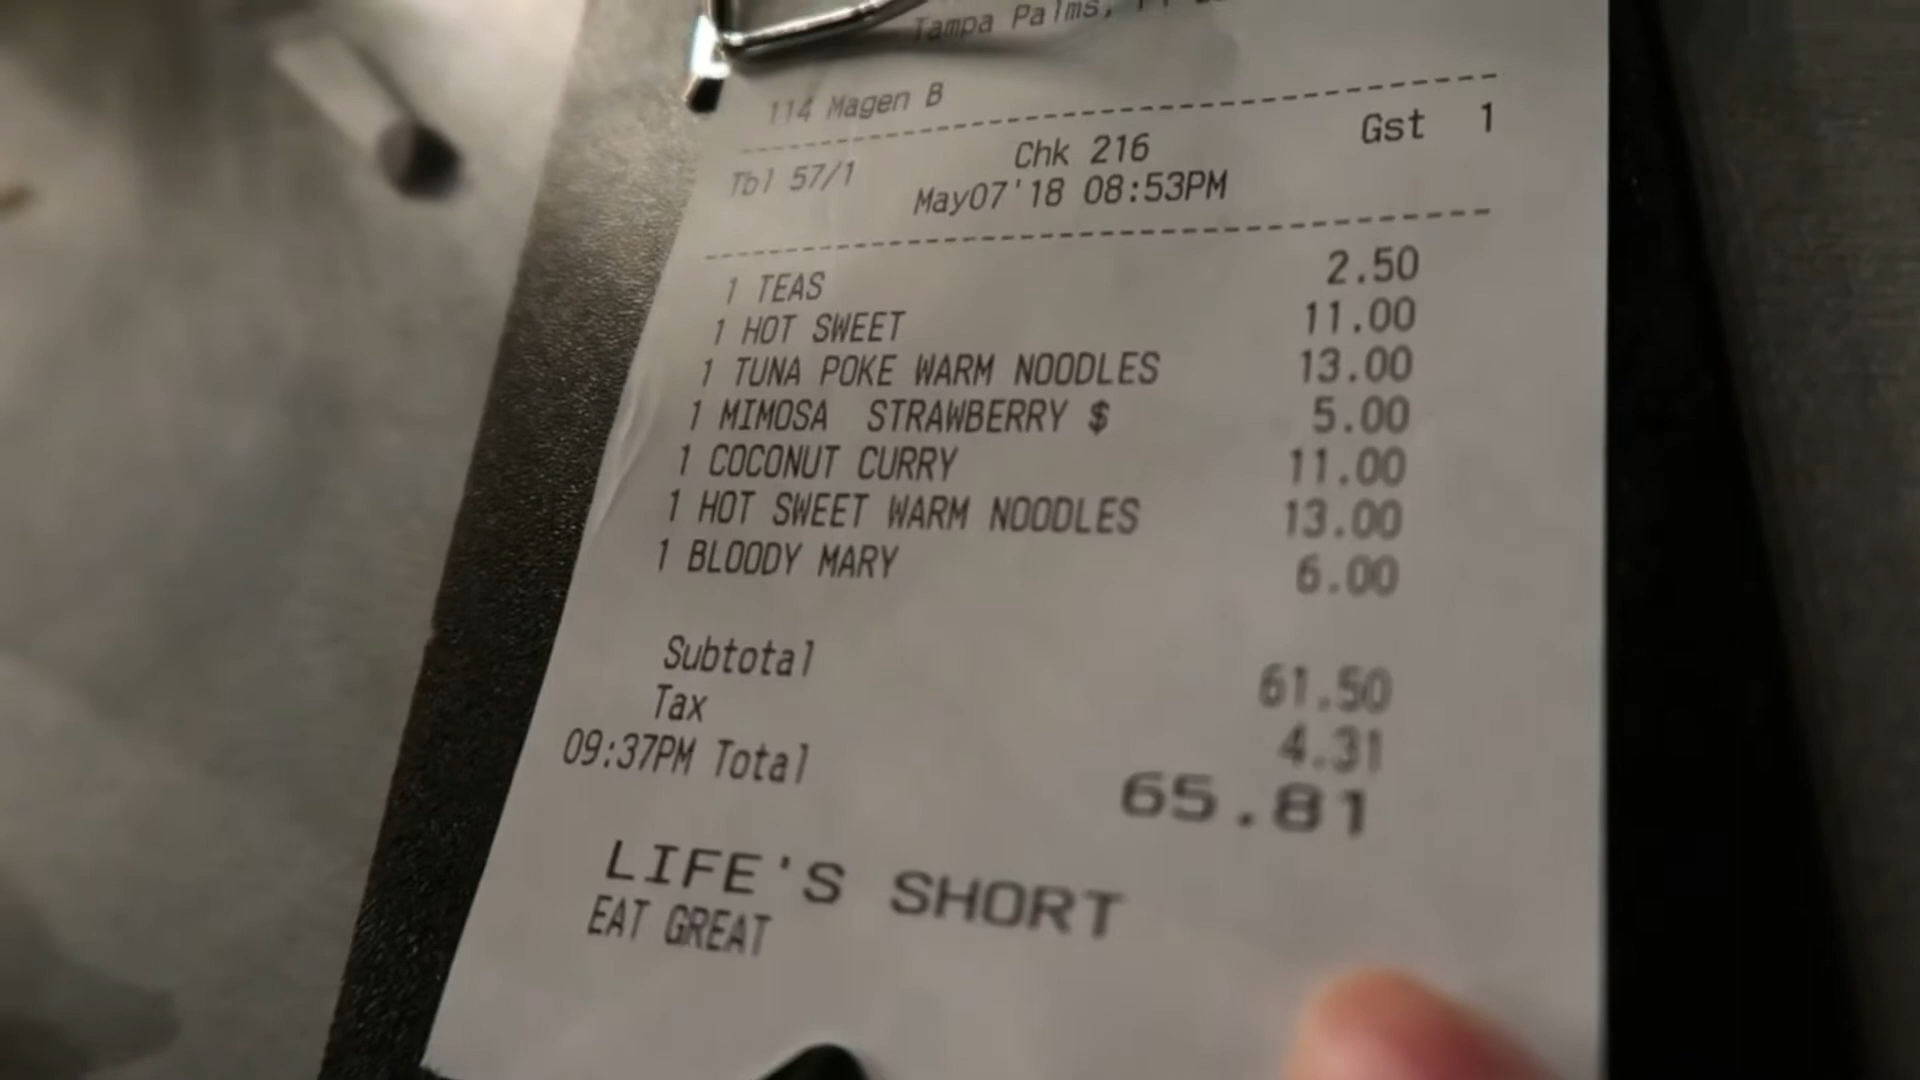 Tampa Palms,
114 Magen B
Tbl 57/1 Chk 216 Gst 1
May07'18 08:53PM
1 TEAS 2.50
1 HOT SWEET 11.00
1 TUNA POKE WARM NOODLES 13.00
1 MIMOSA STRAWBERRY $ 5.00
1 COCONUT CURRY 11.00
1 HOT SWEET WARM NOODLES 13.00
1 BLOODY MARY 6.00
Subtotal 61.50
Tax 4.31
09:37PM Total 65.81
LIFE'S SHORT
EAT GREAT